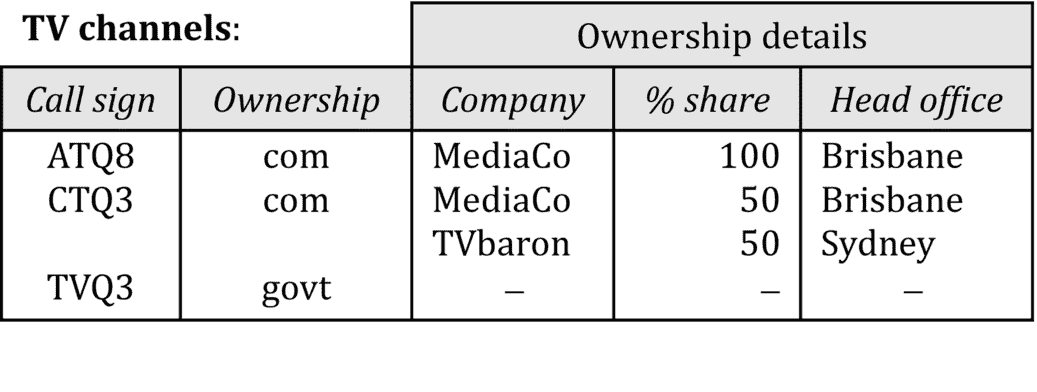 TV channels:
Ownership details
Call sign Ownership Company % share Head office
ATQ8 com MediaCo 100 Brisbane
CTQ3 com MediaCo 50 Brisbane
TVbaron 50 Sydney
TVQ3 govt – – –